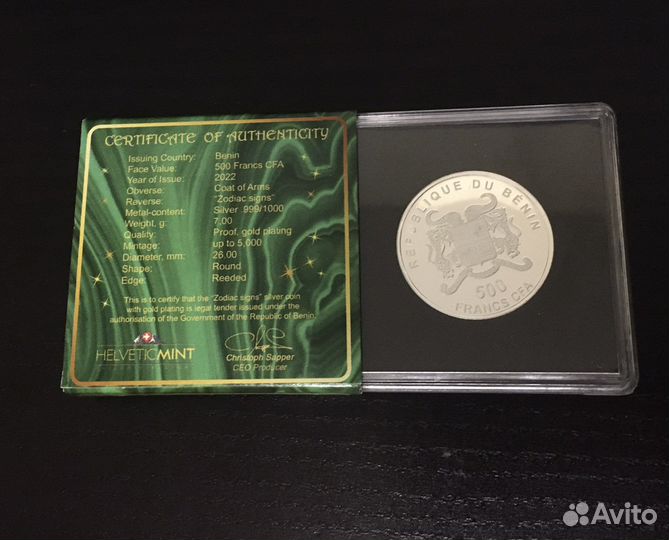 CERTIFICATE OF AUTHENTICITY
Issuing Country: Benin
Face Value: 500 Francs CFA
Year of Issue: 2022
Obverse: Coat of Arms
Reverse: "Zodiac signs"
Metal-content: Silver .999/1000
Weight, g: 7,00
Quality: Proof, gold plating
Mintage: up to 5.000
Diameter, mm: 26.00
Shape: Round
Edge: Reeded
This is to certify that the "Zodiac signs" silver coin
with gold plating is legal tender issued under the
authorisation of the Government of the Republic of Benin.
HELVETICMINT
Christoph Sapper
CEO Producer
RÉPUBLIQUE DU BÉNIN
500
FRANCS CFA
Avito